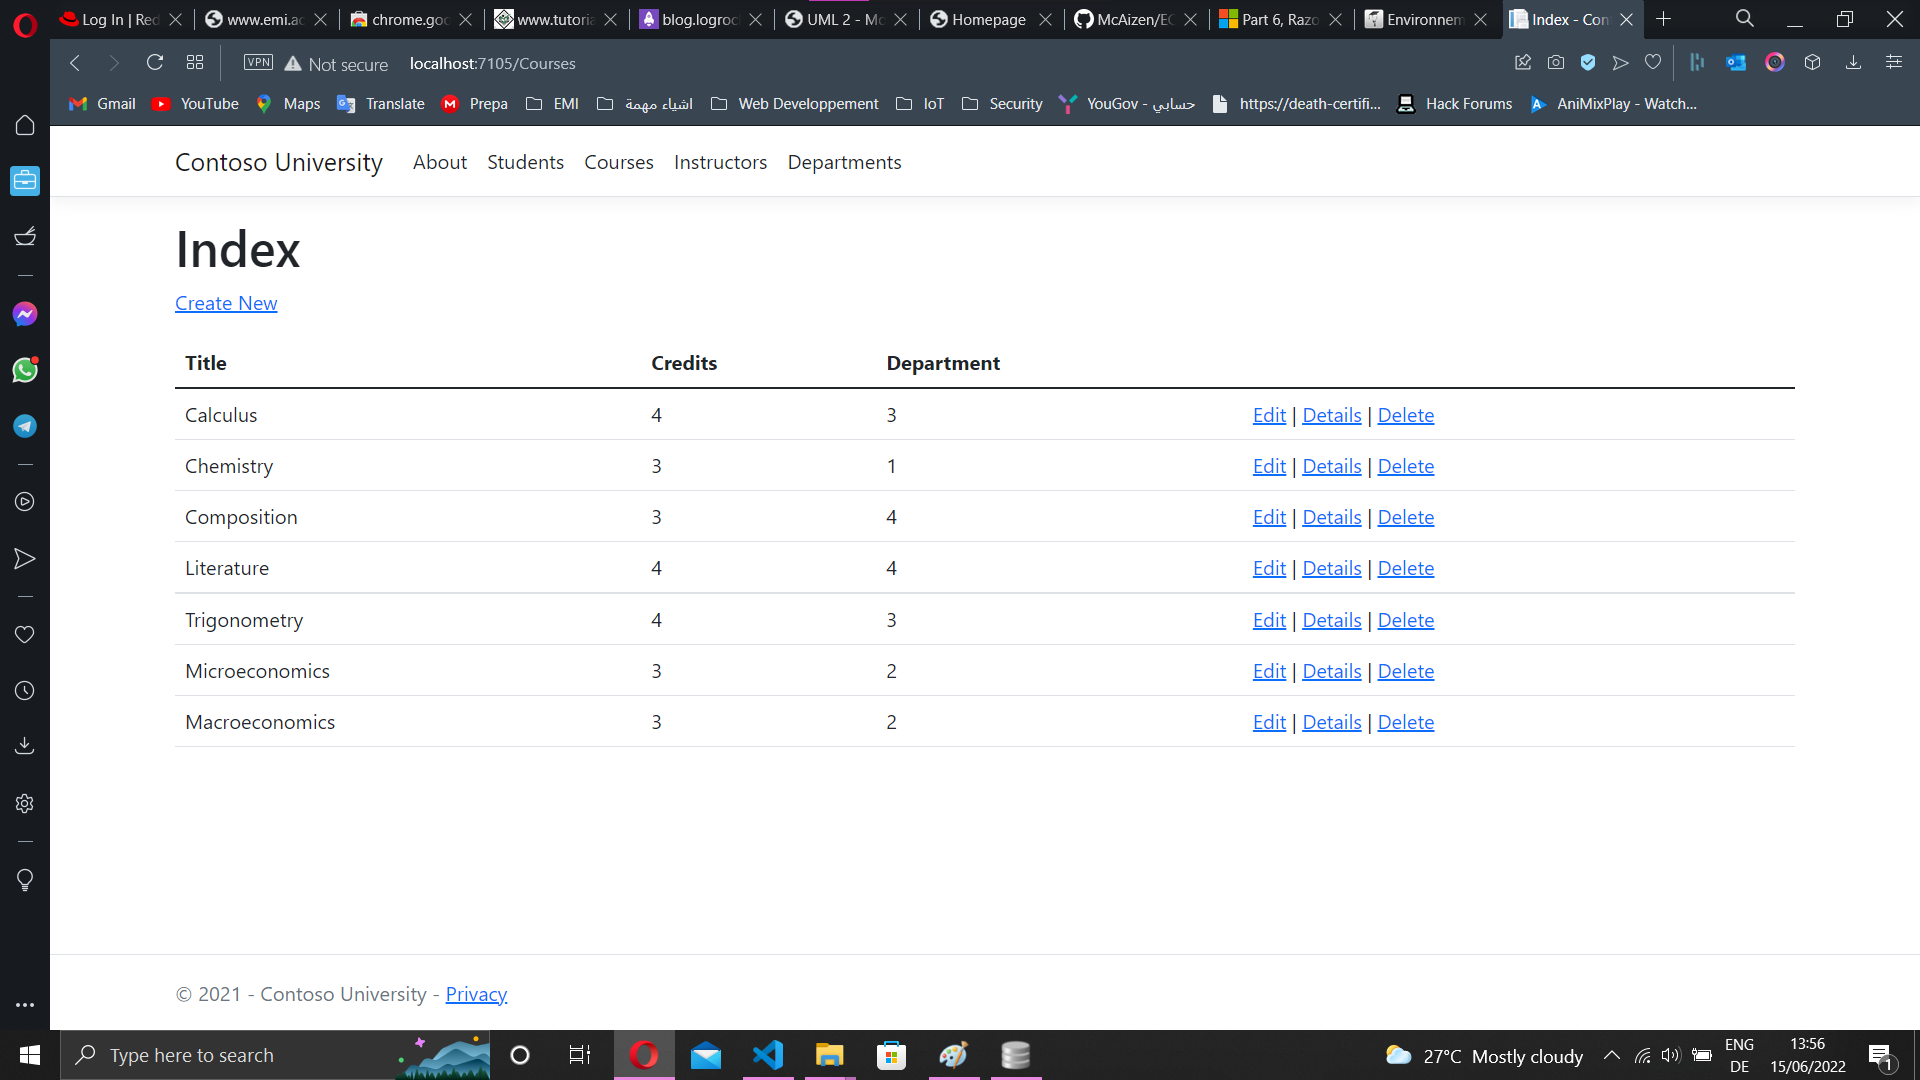 Log In | Red
www.emi.ac
chrome.goo
www.tutoria
blog.logroc
UML 2 - Mo
Homepage
McAizen/EC
Part 6, Razo
Environnem
Index - Con
VPN Not secure localhost:7105/Courses
Gmail YouTube Maps Translate Prepa EMI اشياء مهمة Web Developpement IoT Security YouGov - حسابي https://death-certifi... Hack Forums AniMixPlay - Watch...
Contoso University About Students Courses Instructors Departments
Index
Create New
Title Credits Department
Calculus 4 3 Edit | Details | Delete
Chemistry 3 1 Edit | Details | Delete
Composition 3 4 Edit | Details | Delete
Literature 4 4 Edit | Details | Delete
Trigonometry 4 3 Edit | Details | Delete
Microeconomics 3 2 Edit | Details | Delete
Macroeconomics 3 2 Edit | Details | Delete
© 2021 - Contoso University - Privacy
Type here to search
27°C Mostly cloudy
ENG
DE
13:56
15/06/2022
1